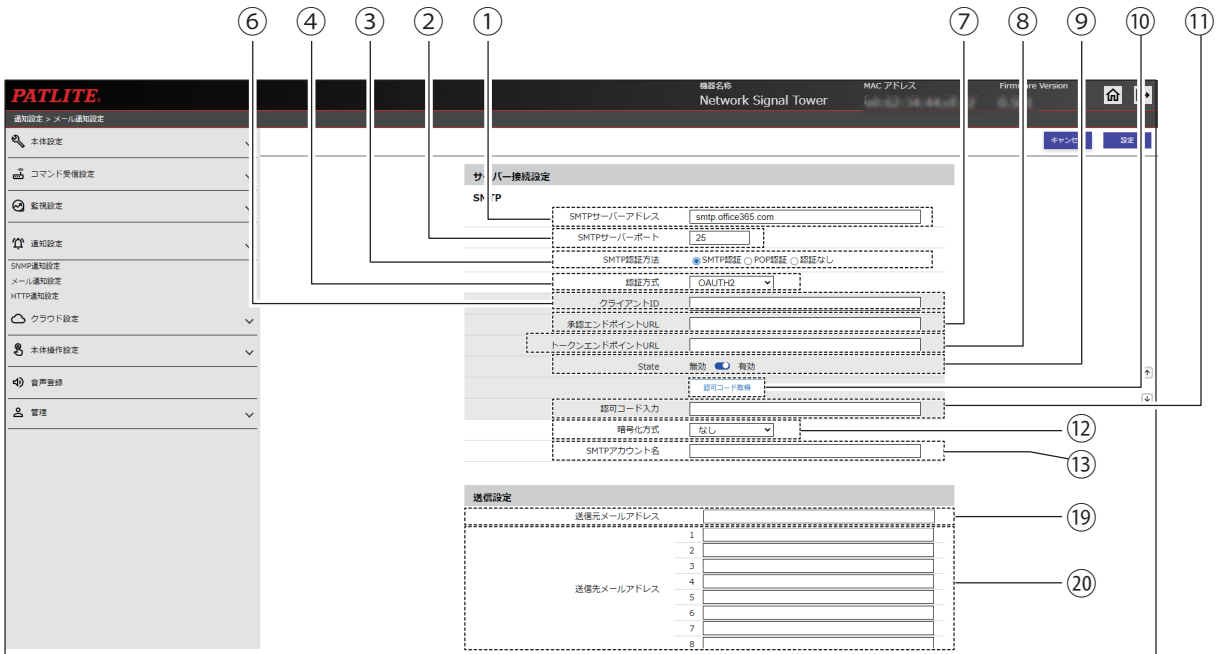 ⑥ ④ ③ ② ① ⑦ ⑧ ⑨ ⑩ ⑪
PATLITE
機器名称 MAC アドレス Firmware Version
Network Signal Tower
通知設定 > メール通知設定
キャンセル 設定
本体設定
コマンド受信設定
監視設定
通知設定
SNMP通知設定
メール通知設定
HTTP通知設定
クラウド設定
本体操作設定
音声登録
管理
サーバー接続設定
SMTP
SMTPサーバーアドレス smtp.office365.com
SMTPサーバーポート 25
SMTP認証方法 SMTP認証 POP認証 認証なし
認証方式 OAUTH2
クライアントID
承認エンドポイントURL
トークンエンドポイントURL
State 無効 有効
認可コード取得
認可コード入力
暗号化方式 なし ⑫
SMTPアカウント名 ⑬
送信設定
送信元メールアドレス ⑲
送信先メールアドレス ⑳
1
2
3
4
5
6
7
8